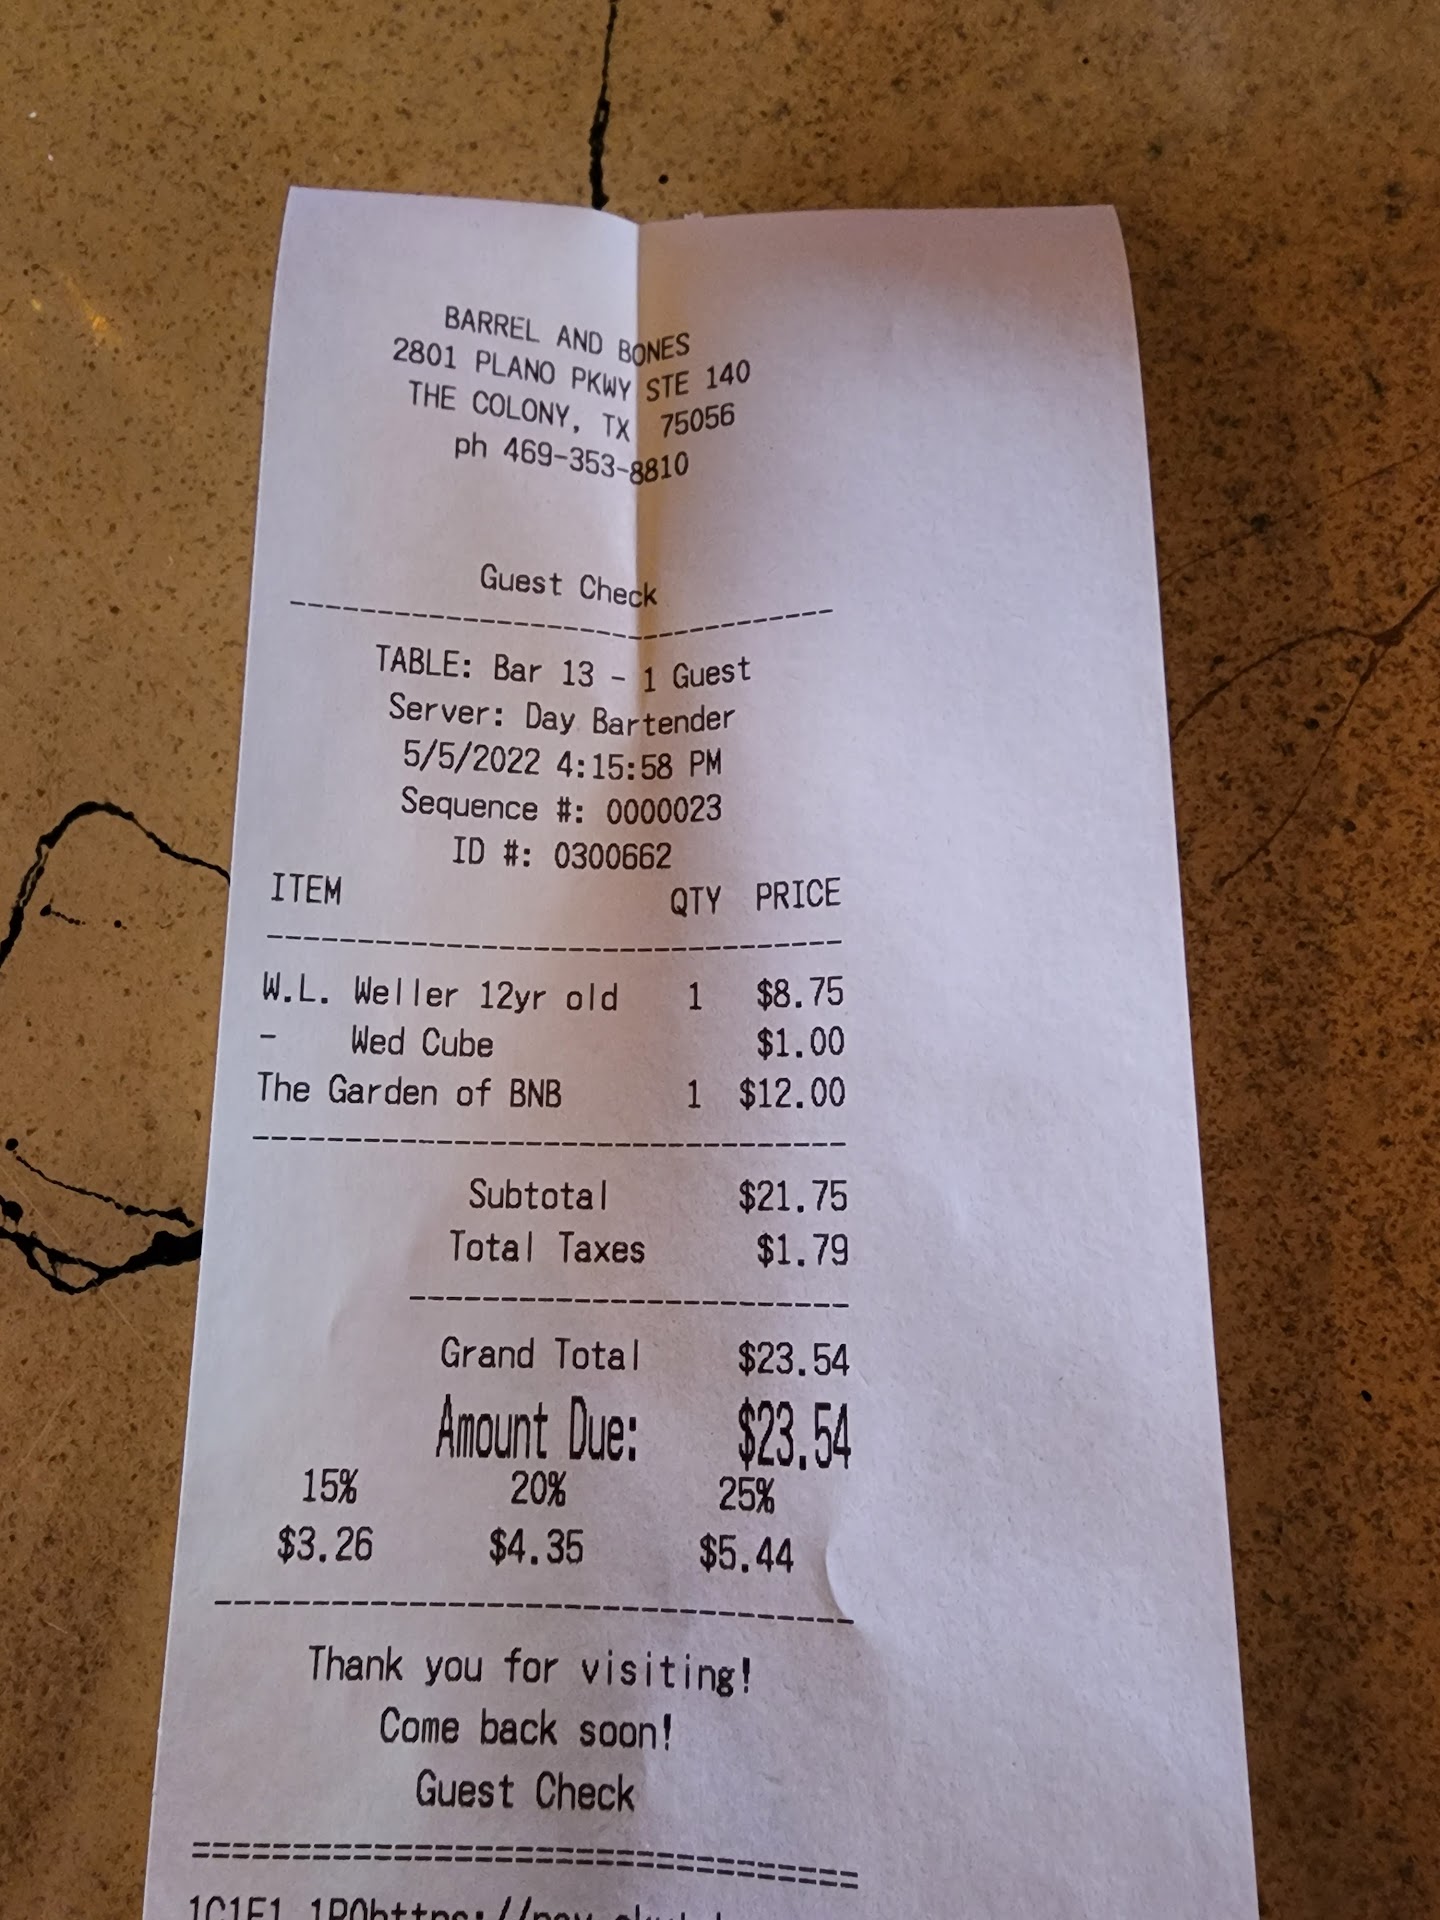 BARREL AND BONES
2801 PLANO PKWY STE 140
THE COLONY, TX 75056
ph 469-353-8810
Guest Check
TABLE: Bar 13 - 1 Guest
Server: Day Bartender
5/5/2022 4:15:58 PM
Sequence #: 0000023
ID #: 0300662
ITEM QTY PRICE
W.L. Weller 12yr old 1 $8.75
- Wed Cube $1.00
The Garden of BNB 1 $12.00
Subtotal $21.75
Total Taxes $1.79
Grand Total $23.54
Amount Due: $23.54
15% 20% 25%
$3.26 $4.35 $5.44
Thank you for visiting!
Come back soon!
Guest Check